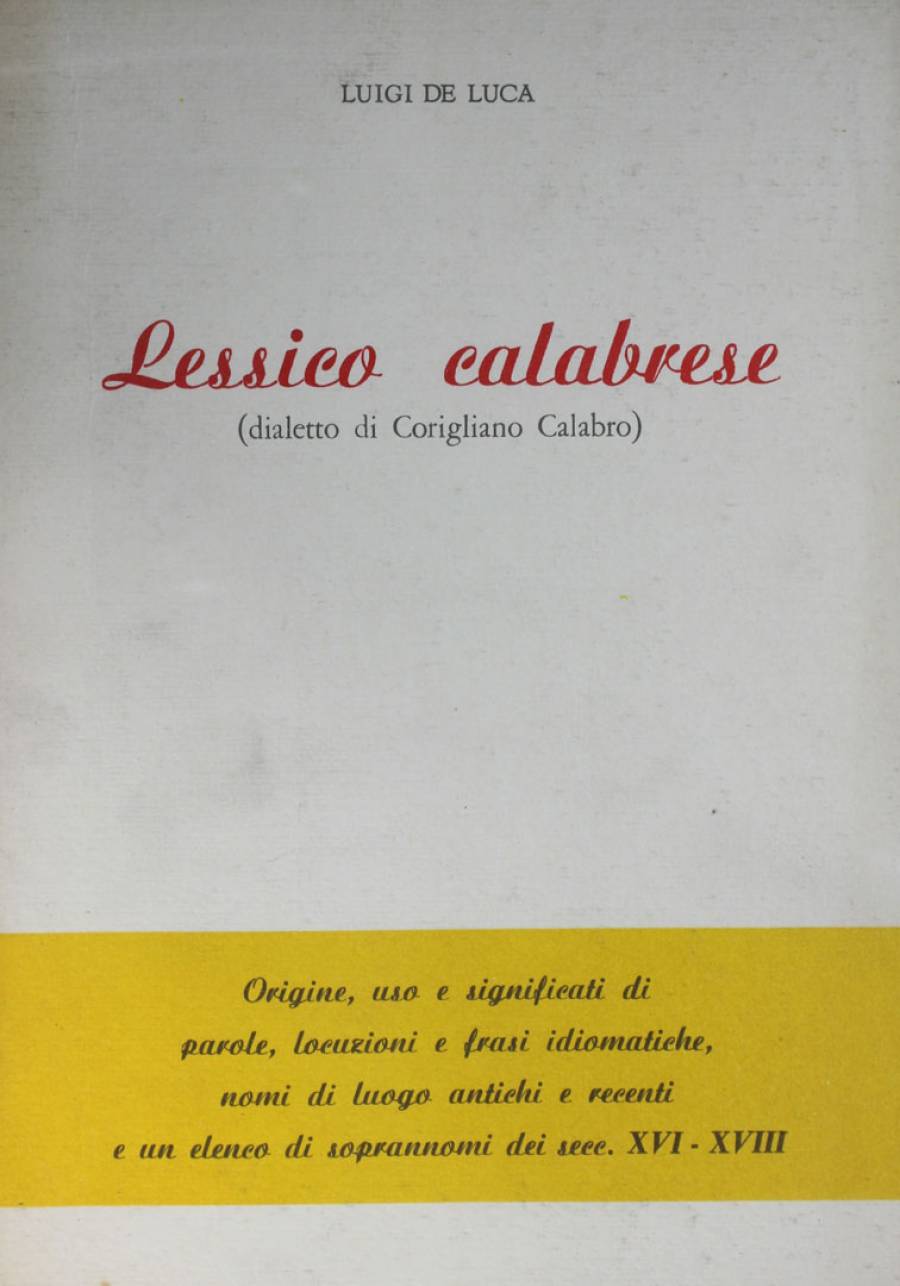 LUIGI DE LUCA
Lessico calabrese
(dialetto di Corigliano Calabro)
Origine, uso e significati di
parole, locuzioni e frasi idiomatiche,
nomi di luogo antichi e recenti
e un elenco di soprannomi dei secc. XVI - XVIII